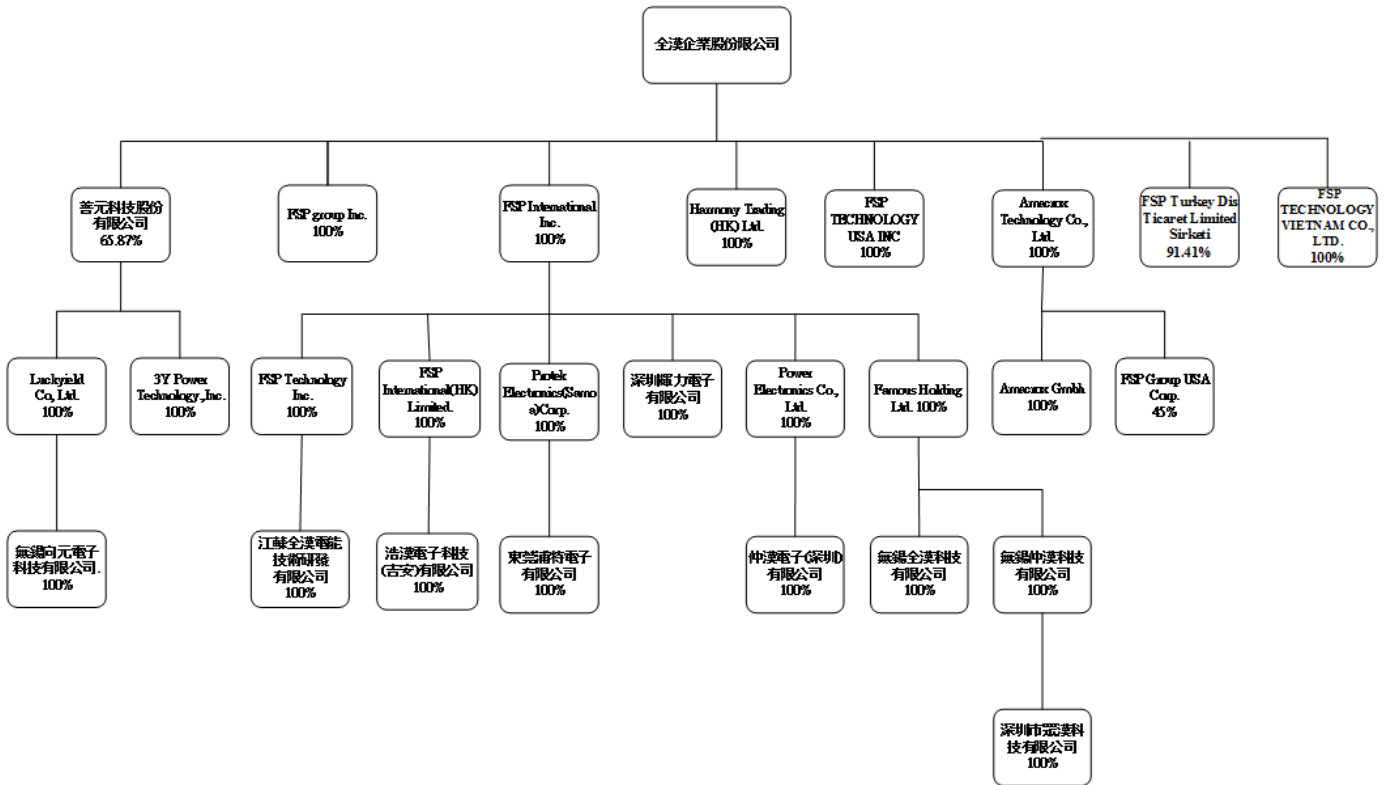 全漢企業股份限公司
善元科技股份
有限公司
65.87%
FSP group Inc.
100%
FSP International
Inc.
100%
Harmony Trading
(HK) Ltd.
100%
FSP
TECHNOLOGY
USA INC
100%
Amacrox
Technology Co.,
Ltd.
100%
FSP Turkey Dis
Ticaret Limited
Sirketi
91.41%
FSP
TECHNOLOGY
VIETNAM CO.,
LTD.
100%
Luckyield
Co, Ltd.
100%
3Y Power
Technology.,Inc.
100%
FSP Technology
Inc.
100%
FSP
International(HK)
Limited.
100%
Protek
Electronics(Samo
a)Corp.
100%
深圳輝力電子
有限公司
100%
Power
Electronics Co.,
Ltd.
100%
Famous Holding
Ltd. 100%
Amacrox Gmbh
100%
FSP Group USA
Corp.
45%
無錫向元電子
科技有限公司.
100%
江蘇全漢電能
技術研發
有限公司
100%
浩漢電子科技
(吉安)有限公司
100%
東莞甫特電子
有限公司
100%
仲漢電子(深圳)
有限公司
100%
無錫全漢科技
有限公司
100%
無錫仲漢科技
有限公司
100%
深圳市眾漢科
技有限公司
100%